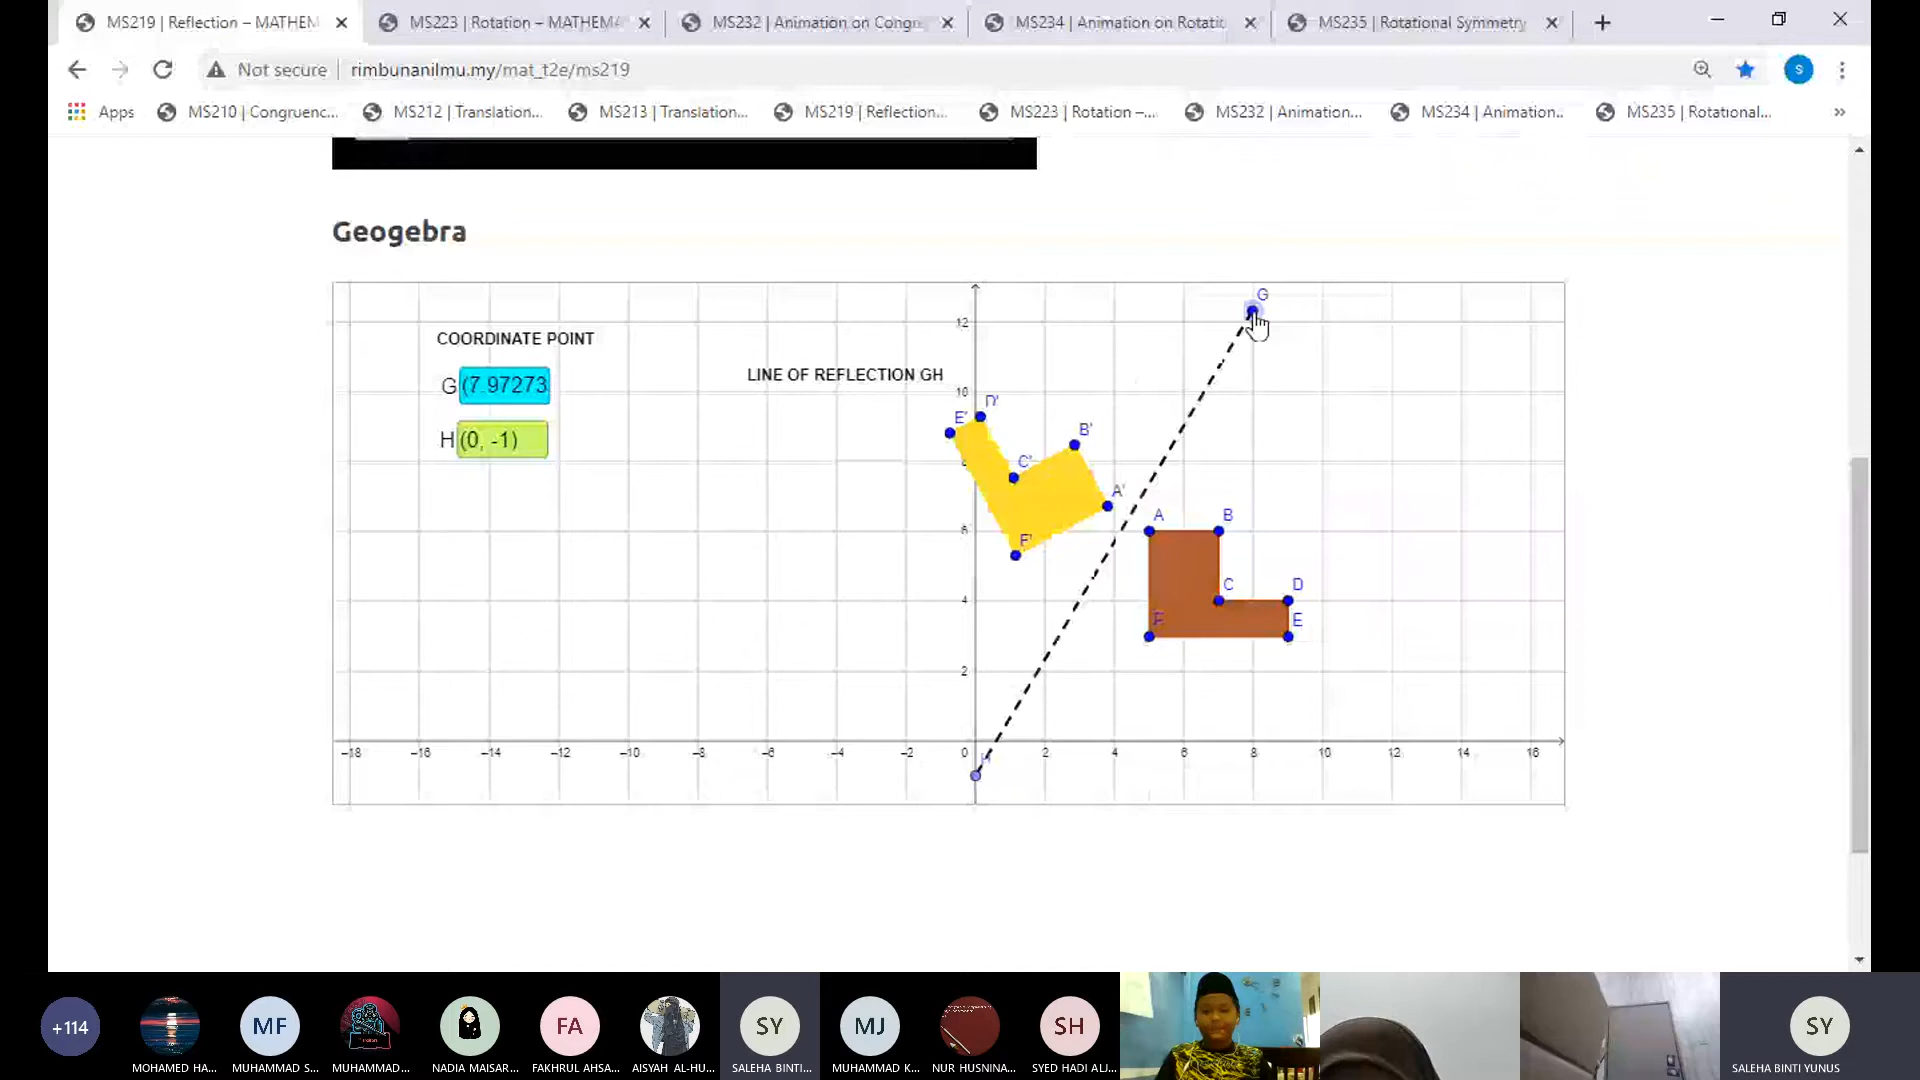 MS219 | Reflection – MATHEM
MS223 | Rotation – MATHEMA
MS232 | Animation on Congru
MS234 | Animation on Rotatio
MS235 | Rotational Symmetry
Not secure
rimbunanilmu.my/mat_t2e/ms219
S
Apps
MS210 | Congruenc...
MS212 | Translation...
MS213 | Translation...
MS219 | Reflection...
MS223 | Rotation –...
MS232 | Animation...
MS234 | Animation...
MS235 | Rotational...
»
Geogebra
COORDINATE POINT
G (7.97273
H (0, -1)
LINE OF REFLECTION GH
G
12
10
6
4
2
E'
D'
C'
B'
A'
F'
A
B
C
D
E
F
H
–18 –16 –14 –12 –10 –8 –6 –4 –2 0 2 4 6 8 10 12 14 16
+114
MF
FA
SY
MJ
SH
SY
MOHAMED HA...
MUHAMMAD S...
MUHAMMAD...
NADIA MAISAR...
FAKHRUL AHSA...
AISYAH AL-HU...
SALEHA BINTI...
MUHAMMAD K...
NUR HUSNINA...
SYED HADI ALI...
SALEHA BINTI YUNUS